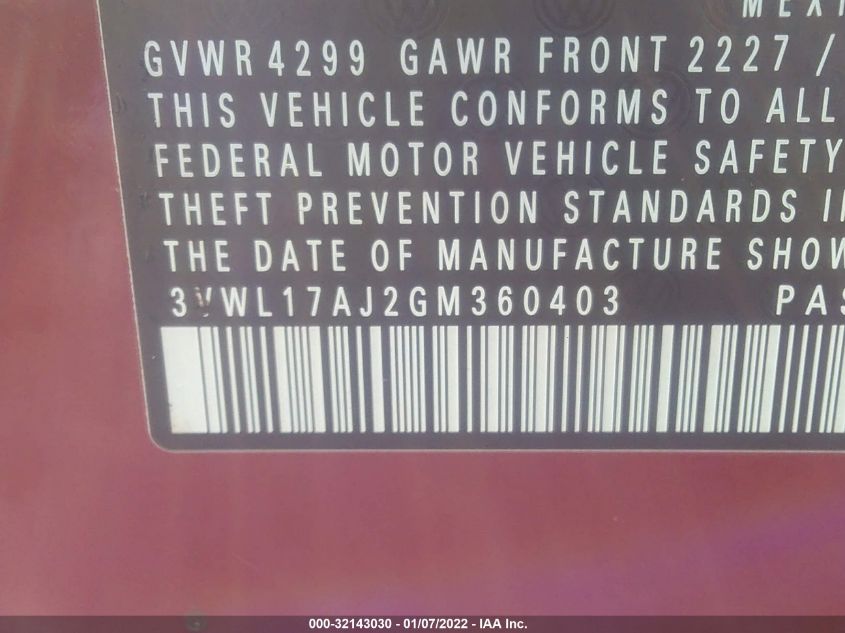 MEXI
GVWR 4299 GAWR FRONT 2227 /
THIS VEHICLE CONFORMS TO ALL
FEDERAL MOTOR VEHICLE SAFETY
THEFT PREVENTION STANDARDS I
THE DATE OF MANUFACTURE SHOW
3VWL17AJ2GM360403 PAS
000-32143030 - 01/07/2022 - IAA Inc.